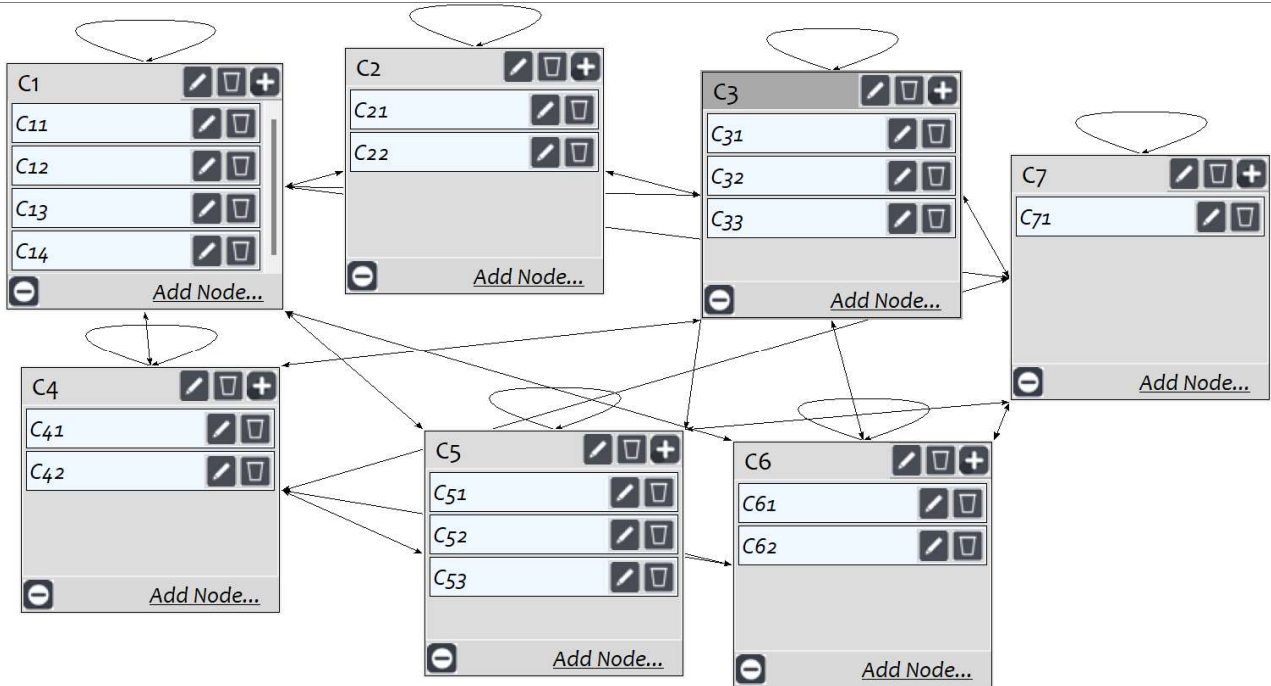 C1
C11
C12
C13
C14
Add Node...
C2
C21
C22
Add Node...
C3
C31
C32
C33
Add Node...
C7
C71
Add Node...
C4
C41
C42
Add Node...
C5
C51
C52
C53
Add Node...
C6
C61
C62
Add Node...